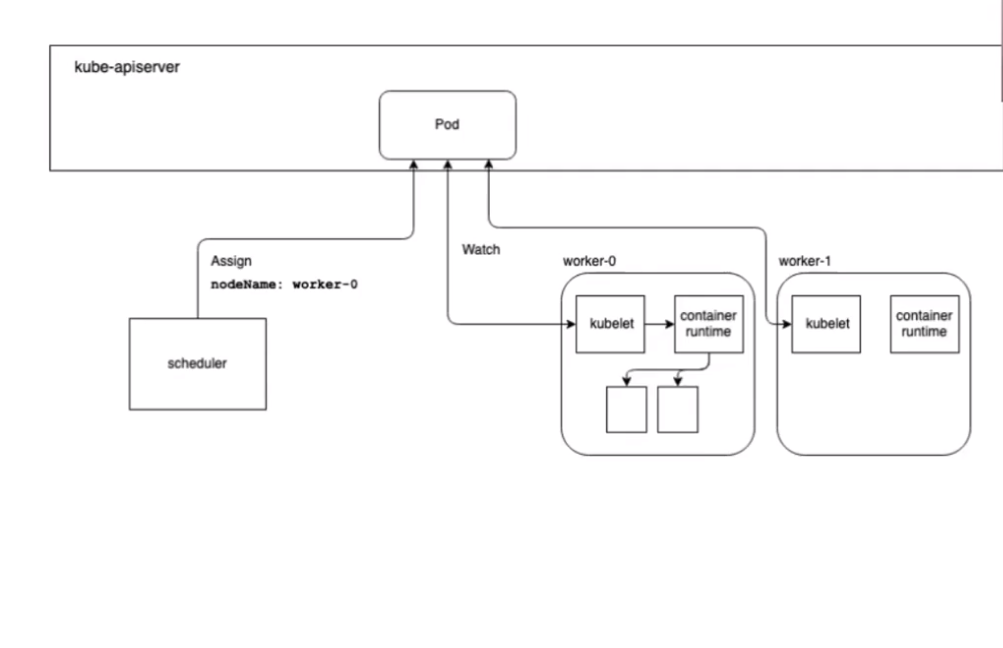 kube-apiserver
Pod
Assign
nodeName: worker-0
Watch
scheduler
worker-0
kubelet
container
runtime
worker-1
kubelet
container
runtime